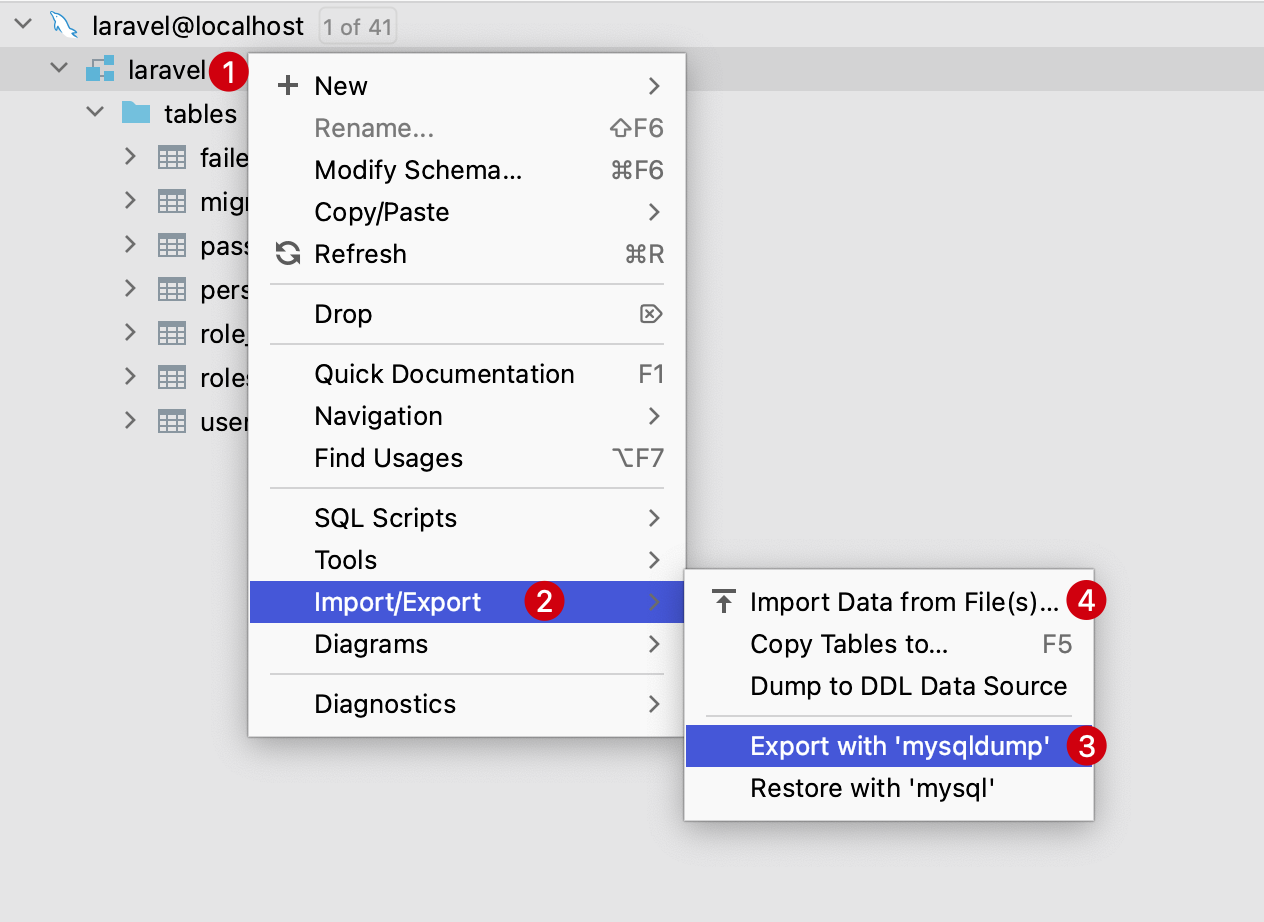 laravel@localhost 1 of 41
laravel 1
tables
faile
migr
pass
pers
role_
roles
user
New
Rename... ⇧F6
Modify Schema... ⌘F6
Copy/Paste
Refresh ⌘R
Drop ⌦
Quick Documentation F1
Navigation
Find Usages ⌥F7
SQL Scripts
Tools
Import/Export 2
Diagrams
Diagnostics
Import Data from File(s)... 4
Copy Tables to... F5
Dump to DDL Data Source
Export with 'mysqldump' 3
Restore with 'mysql'